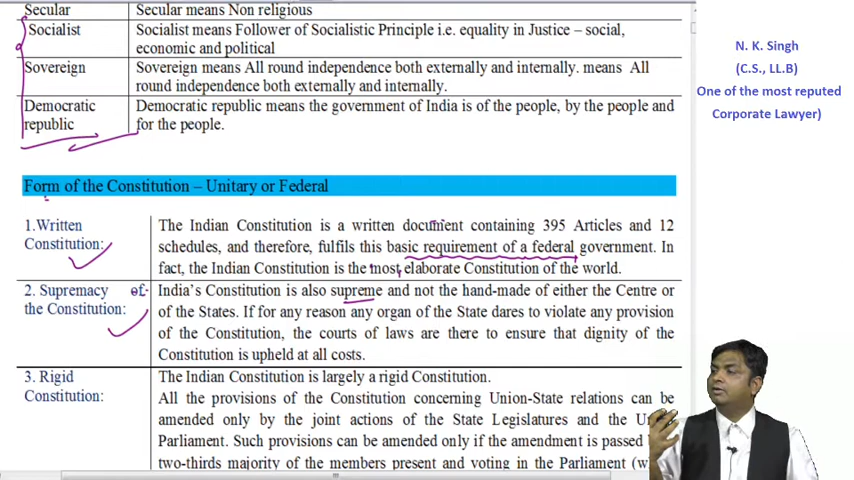 Secular Secular means Non religious
Socialist Socialist means Follower of Socialistic Principle i.e. equality in Justice – social,
economic and political
Sovereign Sovereign means All round independence both externally and internally. means All
round independence both externally and internally.
Democratic Democratic republic means the government of India is of the people, by the people and
republic for the people.
Form of the Constitution – Unitary or Federal
1.Written The Indian Constitution is a written document containing 395 Articles and 12
Constitution: schedules, and therefore, fulfils this basic requirement of a federal government. In
fact, the Indian Constitution is the most elaborate Constitution of the world.
2. Supremacy of India's Constitution is also supreme and not the hand-made of either the Centre or
the Constitution: of the States. If for any reason any organ of the State dares to violate any provision
of the Constitution, the courts of laws are there to ensure that dignity of the
Constitution is upheld at all costs.
3. Rigid The Indian Constitution is largely a rigid Constitution.
Constitution: All the provisions of the Constitution concerning Union-State relations can be
amended only by the joint actions of the State Legislatures and the
Parliament. Such provisions can be amended only if the amendment is passed
two-thirds majority of the members present and voting in the Parliament
N. K. Singh
(C.S., LL.B)
One of the most reputed
Corporate Lawyer)